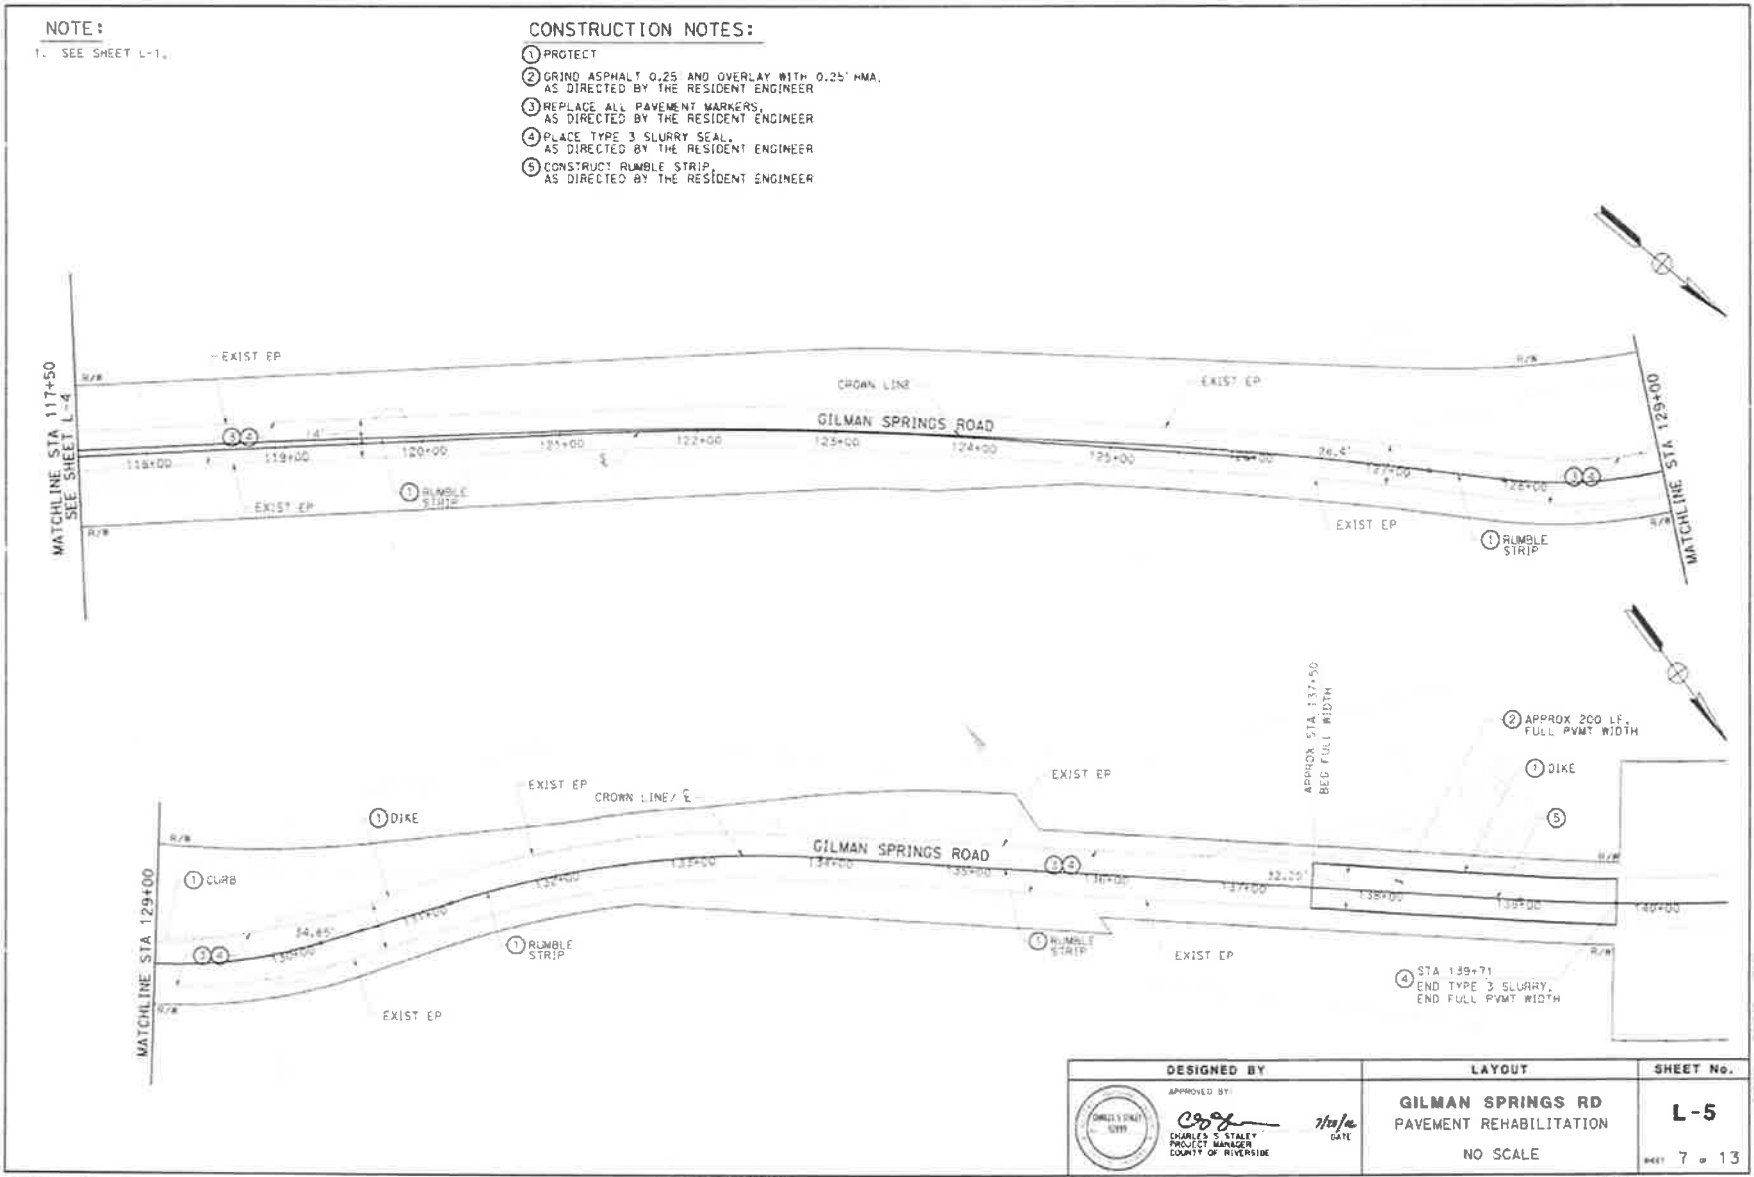 NOTE:
1. SEE SHEET L-1.
CONSTRUCTION NOTES:
① PROTECT
② GRIND ASPHALT 0.25' AND OVERLAY WITH 0.25' HMA,
AS DIRECTED BY THE RESIDENT ENGINEER
③ REPLACE ALL PAVEMENT MARKERS,
AS DIRECTED BY THE RESIDENT ENGINEER
④ PLACE TYPE 3 SLURRY SEAL,
AS DIRECTED BY THE RESIDENT ENGINEER
⑤ CONSTRUCT RUMBLE STRIP,
AS DIRECTED BY THE RESIDENT ENGINEER
MATCHLINE STA 117+50
SEE SHEET L-4
R/W
EXIST EP
CROWN LINE
EXIST EP
R/W
MATCHLINE STA 129+00
③④
14'
GILMAN SPRINGS ROAD
118+00
119+00
120+00
121+00
122+00
123+00
124+00
125+00
126+00
26.4'
127+00
128+00
③④
℄
① RUMBLE
STRIP
EXIST EP
R/W
EXIST EP
① RUMBLE
STRIP
R/W
APPROX STA 137+50
BEG FULL WIDTH
② APPROX 200 LF,
FULL PVMT WIDTH
① DIKE
⑤
EXIST EP
EXIST EP
CROWN LINE/ ℄
① DIKE
R/W
R/W
MATCHLINE STA 129+00
① CURB
GILMAN SPRINGS ROAD
③④
34.65'
130+00
131+00
132+00
133+00
134+00
135+00
③④
136+00
137+00
32.25'
138+00
139+00
140+00
① RUMBLE
STRIP
① RUMBLE
STRIP
EXIST EP
R/W
R/W
EXIST EP
④ STA 139+71
END TYPE 3 SLURRY,
END FULL PVMT WIDTH
DESIGNED BY
APPROVED BY:
CHARLES S STALEY
PROJECT MANAGER
COUNTY OF RIVERSIDE
DATE
LAYOUT
GILMAN SPRINGS RD
PAVEMENT REHABILITATION
NO SCALE
SHEET No.
L-5
SHEET 7 OF 13